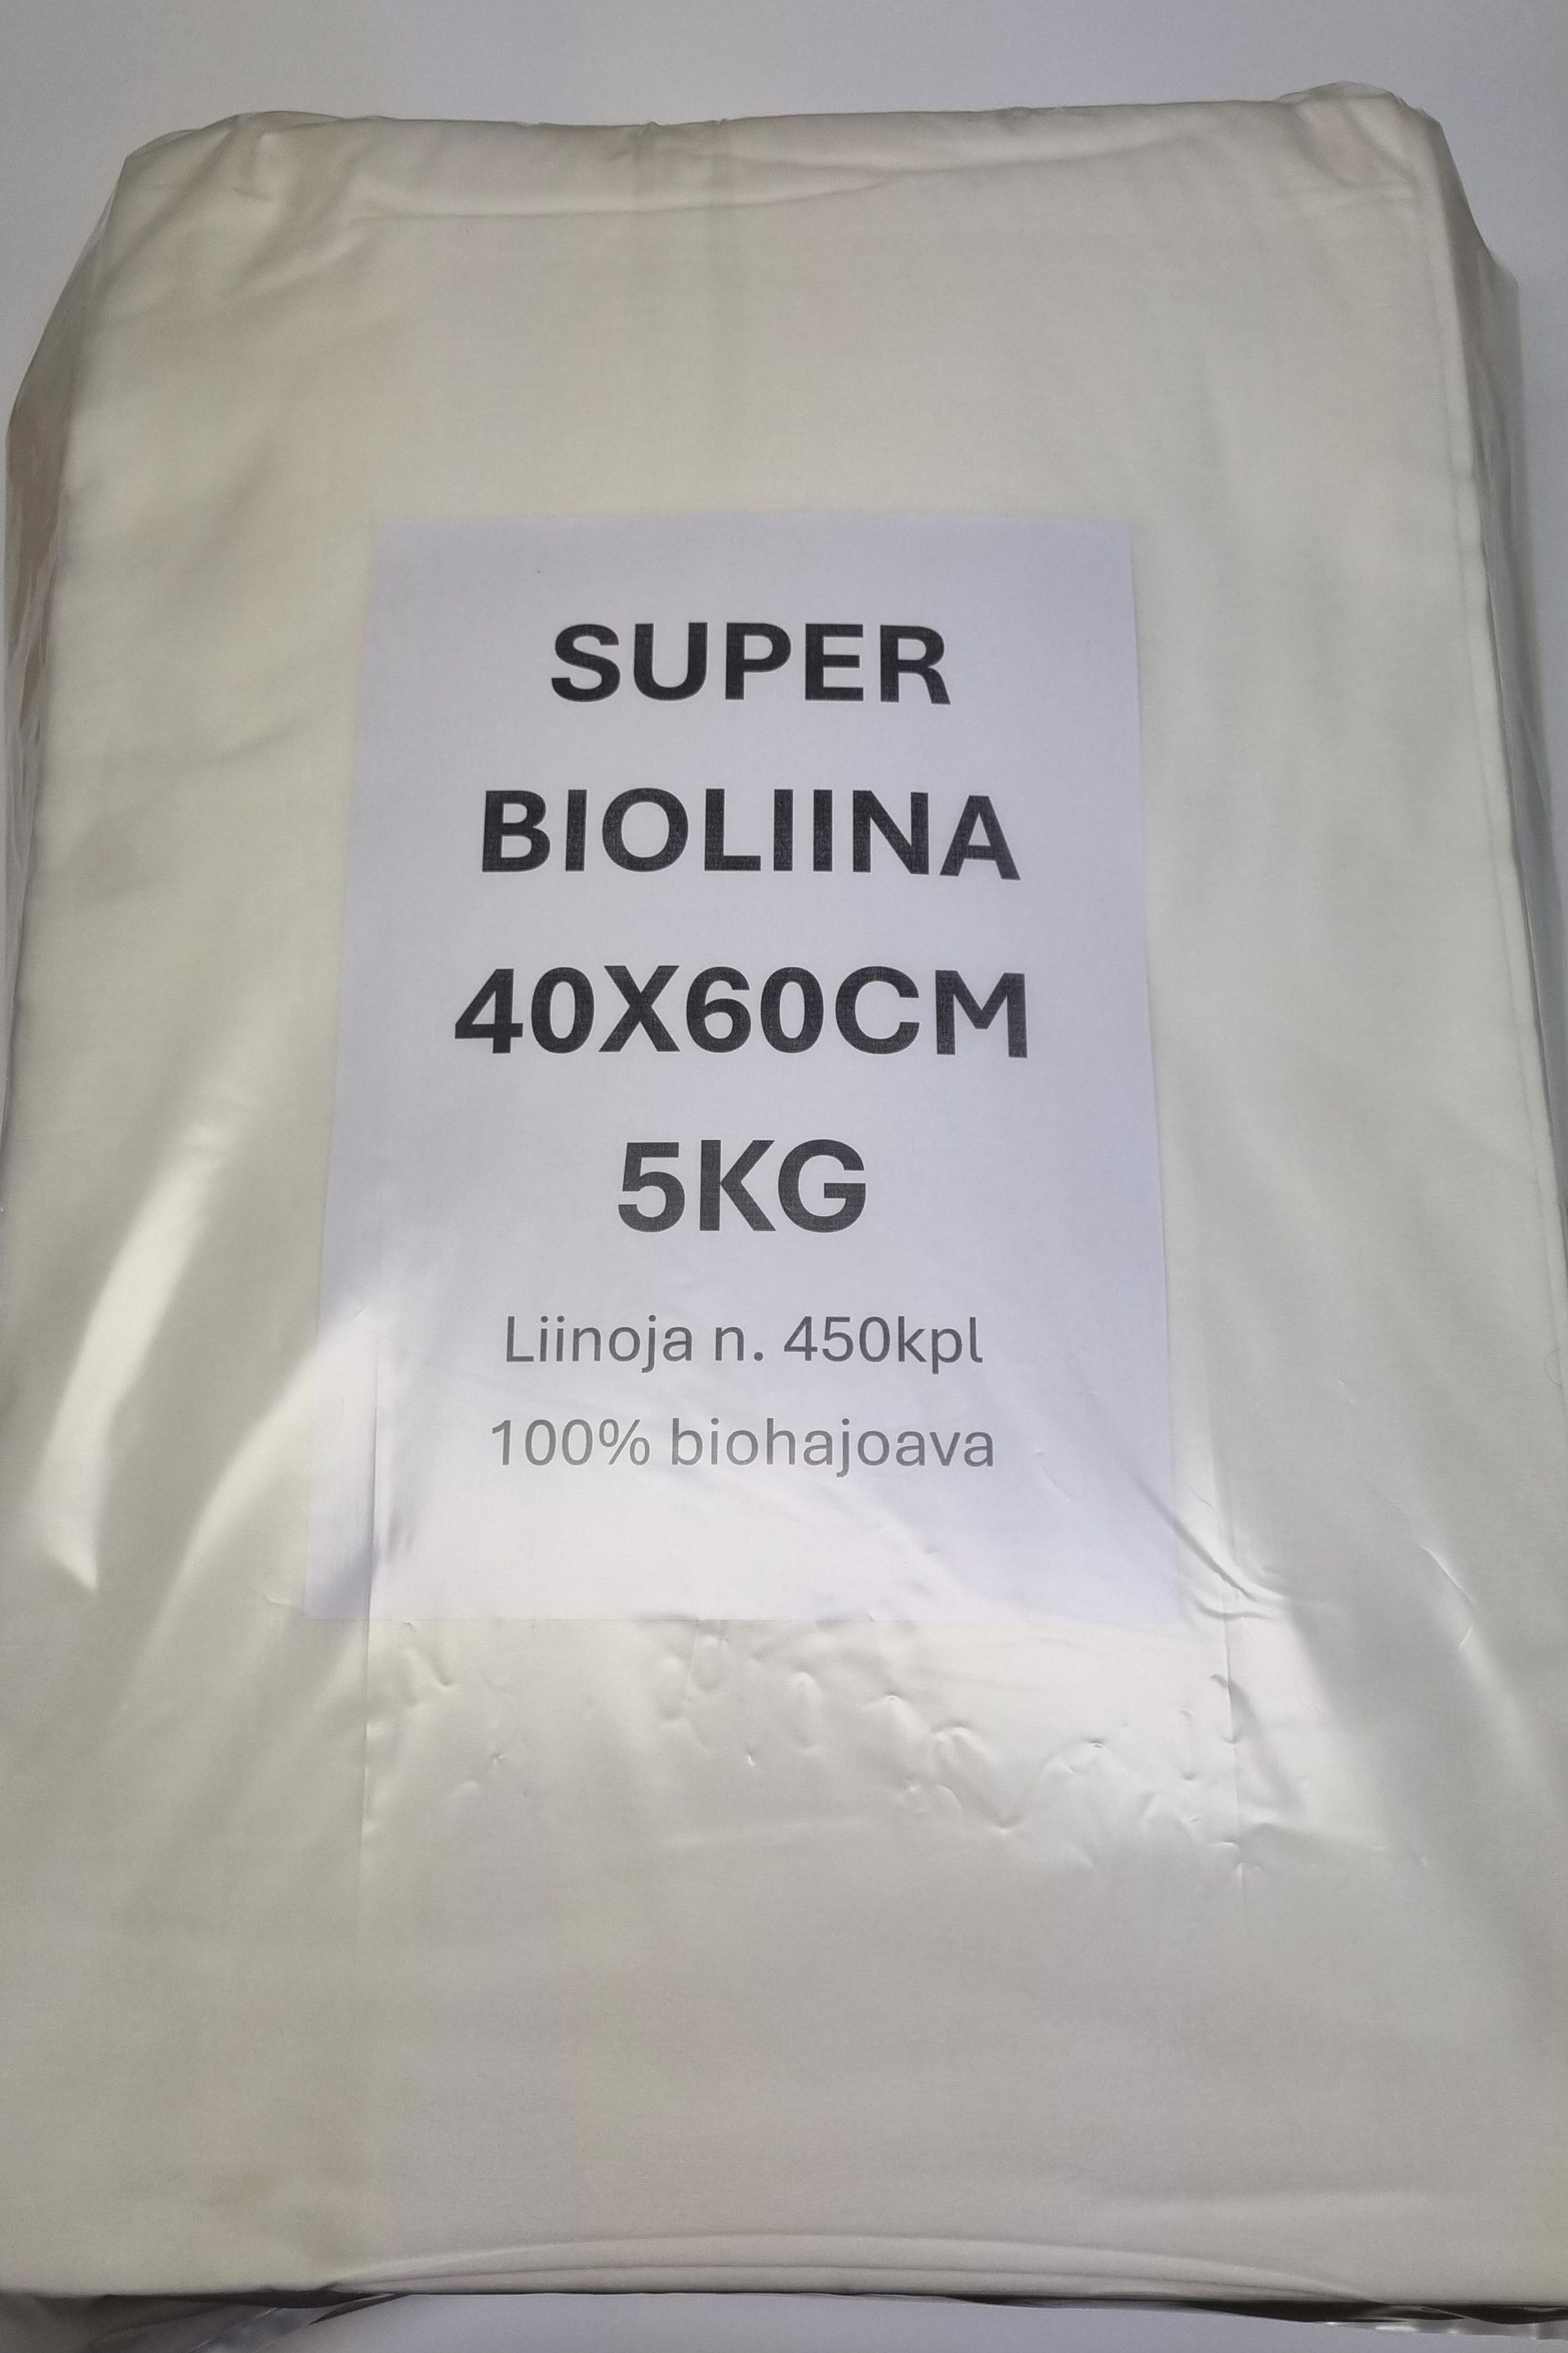 SUPER
BIOLIINA
40X60CM
5KG
Liinoja n. 450kpl
100% biohajoava